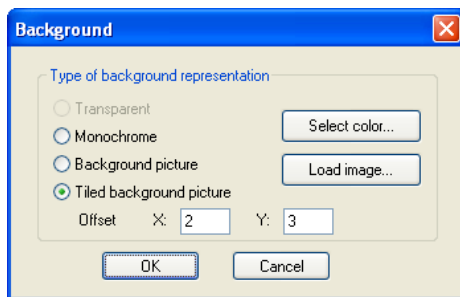 Background
Type of background representation
Transparent
Monochrome
Select color...
Background picture
Load image...
Tiled background picture
Offset X: 2 Y: 3
OK Cancel